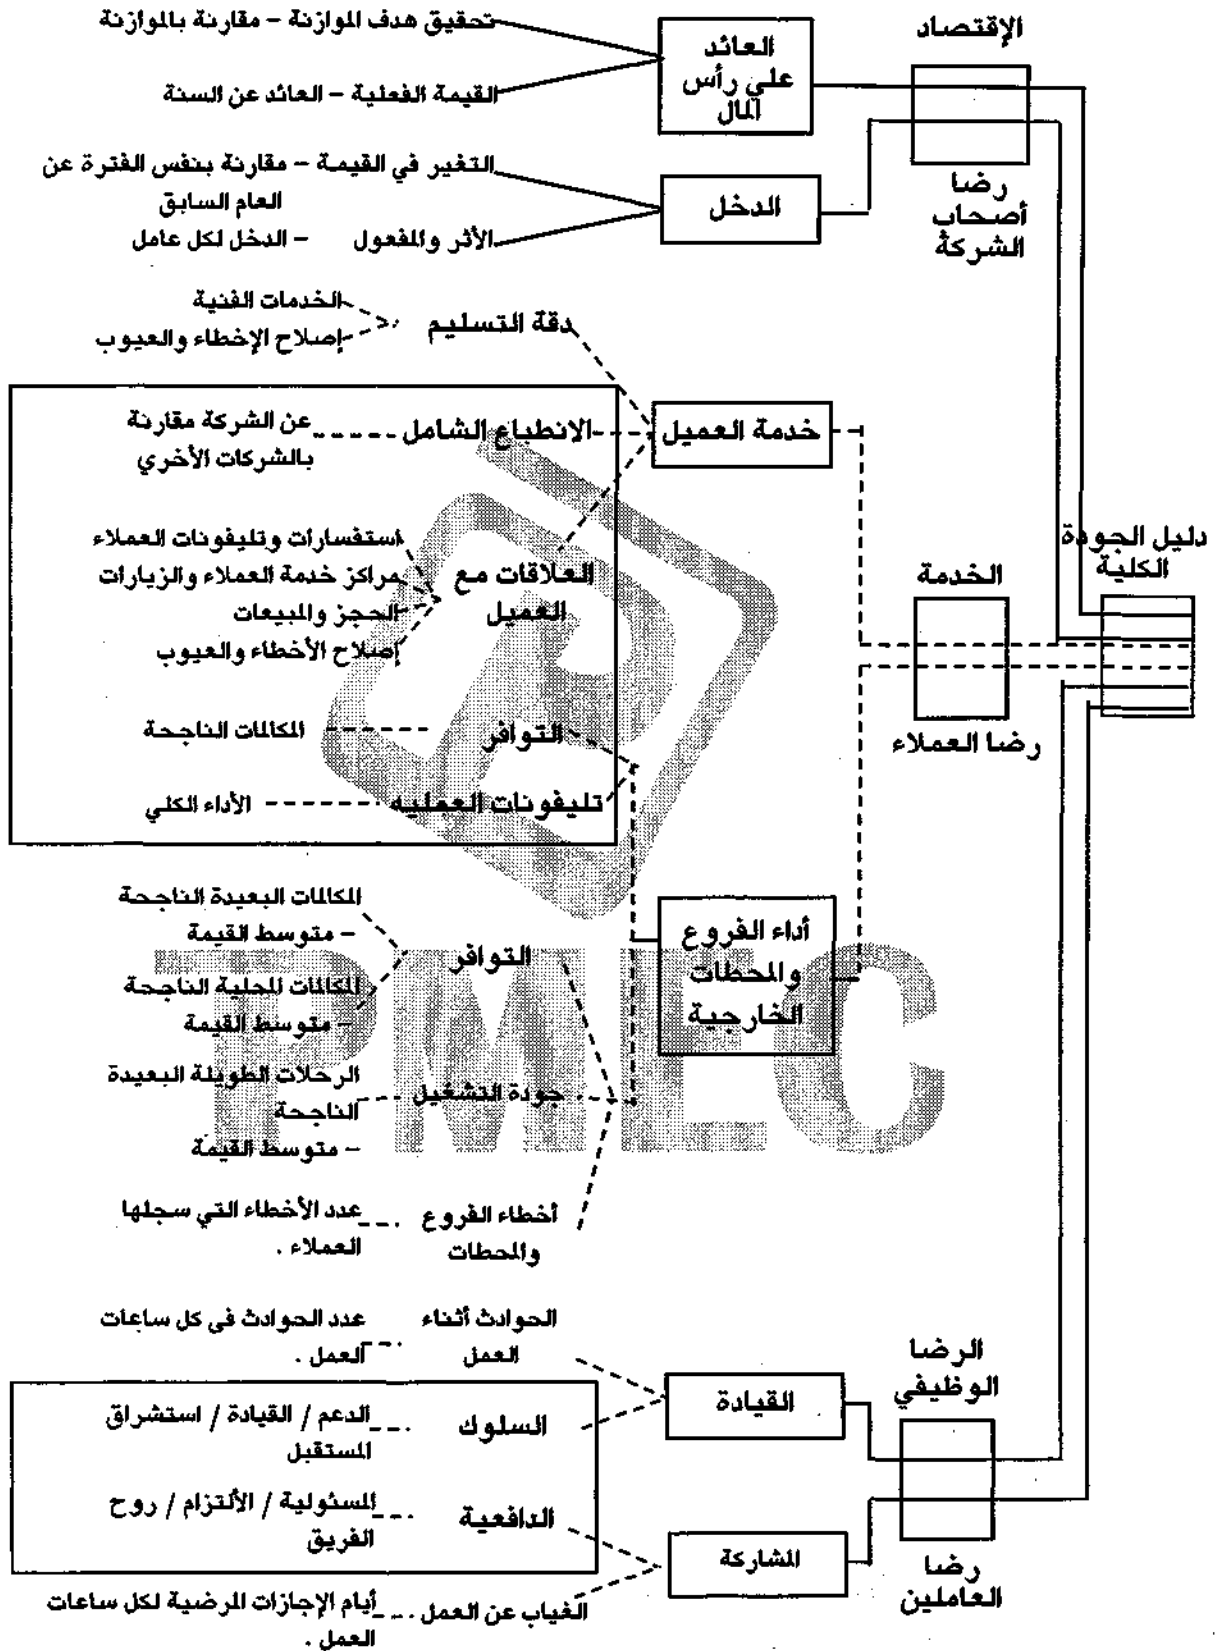 الإقتصاد
العائد
علي رأس
المال
تحقيق هدف الموازنة – مقارنة بالموازنة
القيمة الفعلية – العائد عن السنة
رضا
أصحاب
الشركة
الدخل
التغير في القيمة – مقارنة بنفس الفترة عن
العام السابق
الأثر والمفعول – الدخل لكل عامل
دقة التسليم
الخدمات الفنية
إصلاح الإخطاء والعيوب
خدمة العميل
الانطباع الشامل
عن الشركة مقارنة
بالشركات الأخري
دليل الجودة
الكلية
الخدمة
رضا العملاء
العلاقات مع
العميل
استفسارات وتليفونات العملاء
مراكز خدمة العملاء والزيارات
الحجز والمبيعات
إصلاح الأخطاء والعيوب
التوافر
المكالمات الناجحة
تليفونات العمليه
الأداء الكلي
أداء الفروع
والمحطات
الخارجية
التوافر
المكالمات البعيدة الناجحة
– متوسط القيمة
المكالمات المحلية الناجحة
– متوسط القيمة
جودة التشغيل
الرحلات الطويلة البعيدة
الناجحة
– متوسط القيمة
أخطاء الفروع
والمحطات
عدد الأخطاء التي سجلها
العملاء .
الرضا
الوظيفي
القيادة
الحوادث أثناء
العمل
عدد الحوادث فى كل ساعات
العمل .
السلوك
الدعم / القيادة / استشراق
المستقبل
الدافعية
المسئولية / الألتزام / روح
الفريق
المشاركة
رضا
العاملين
الغياب عن العمل
أيام الإجازات المرضية لكل ساعات
العمل .
PMEC